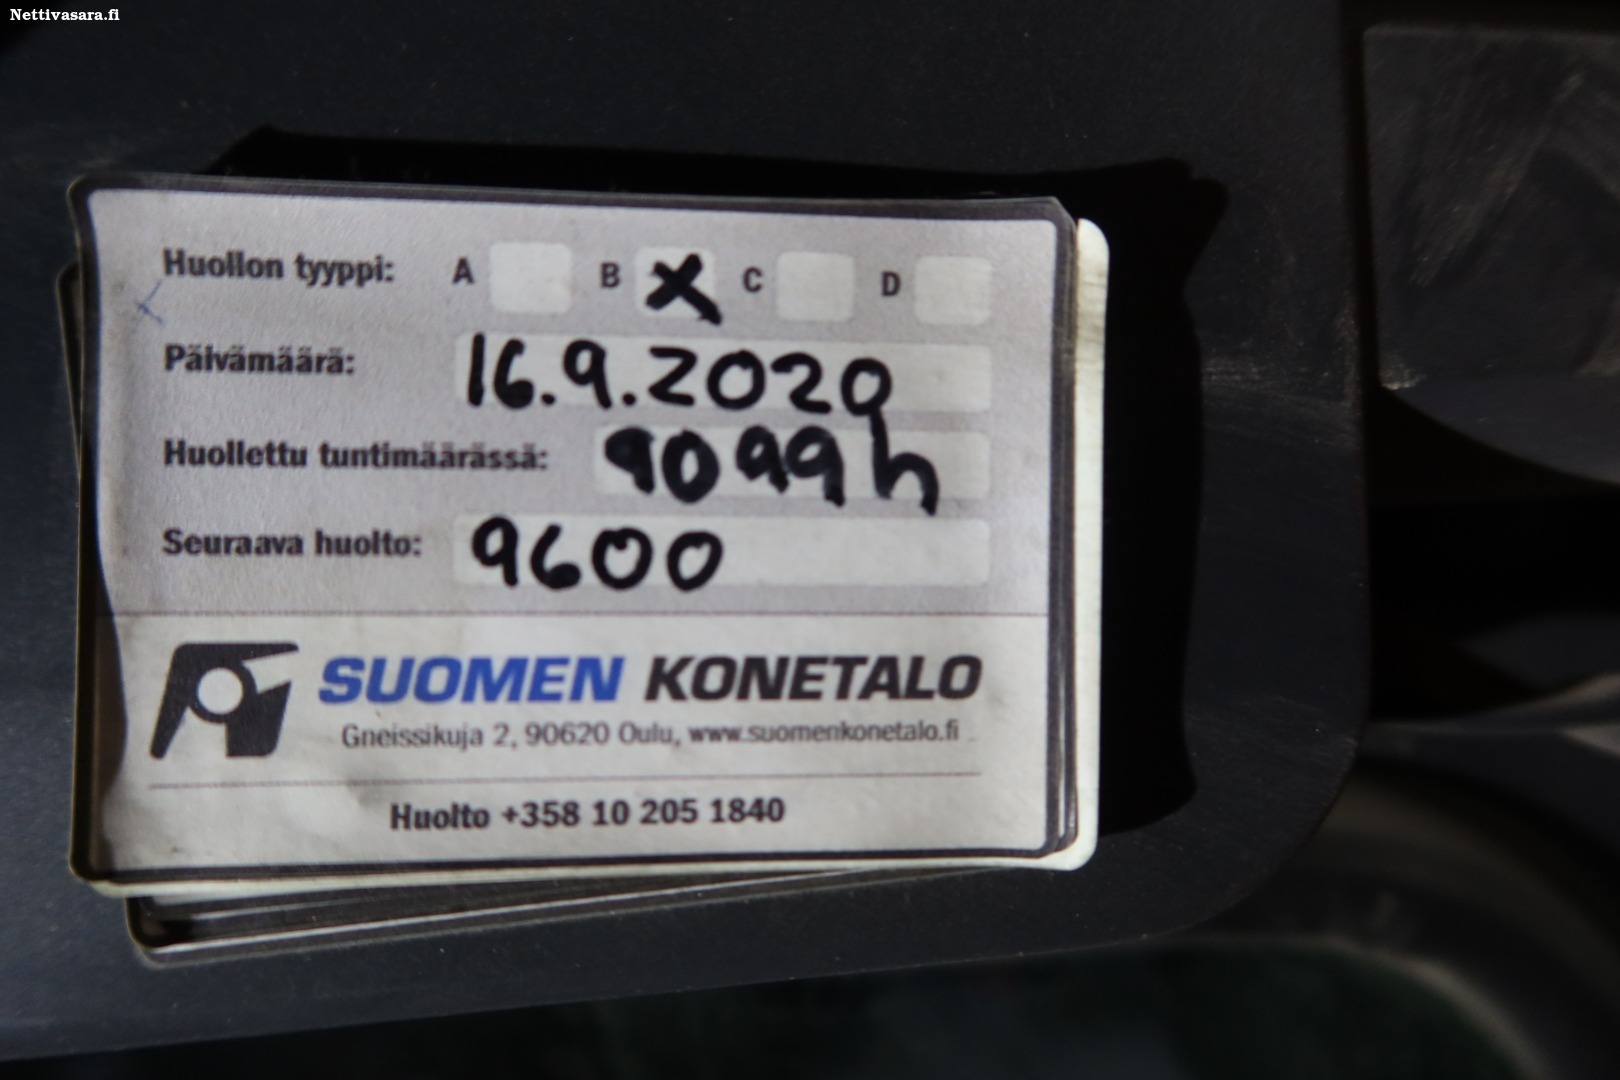 Nettivasara.fi
Huollon tyyppi: A B X C D
Päivämäärä: 16.9.2020
Huollettu tuntimäärässä: 9099h
Seuraava huolto: 9600
SUOMEN KONETALO
Gneissikuja 2, 90620 Oulu, www.suomenkonetalo.fi
Huolto +358 10 205 1840